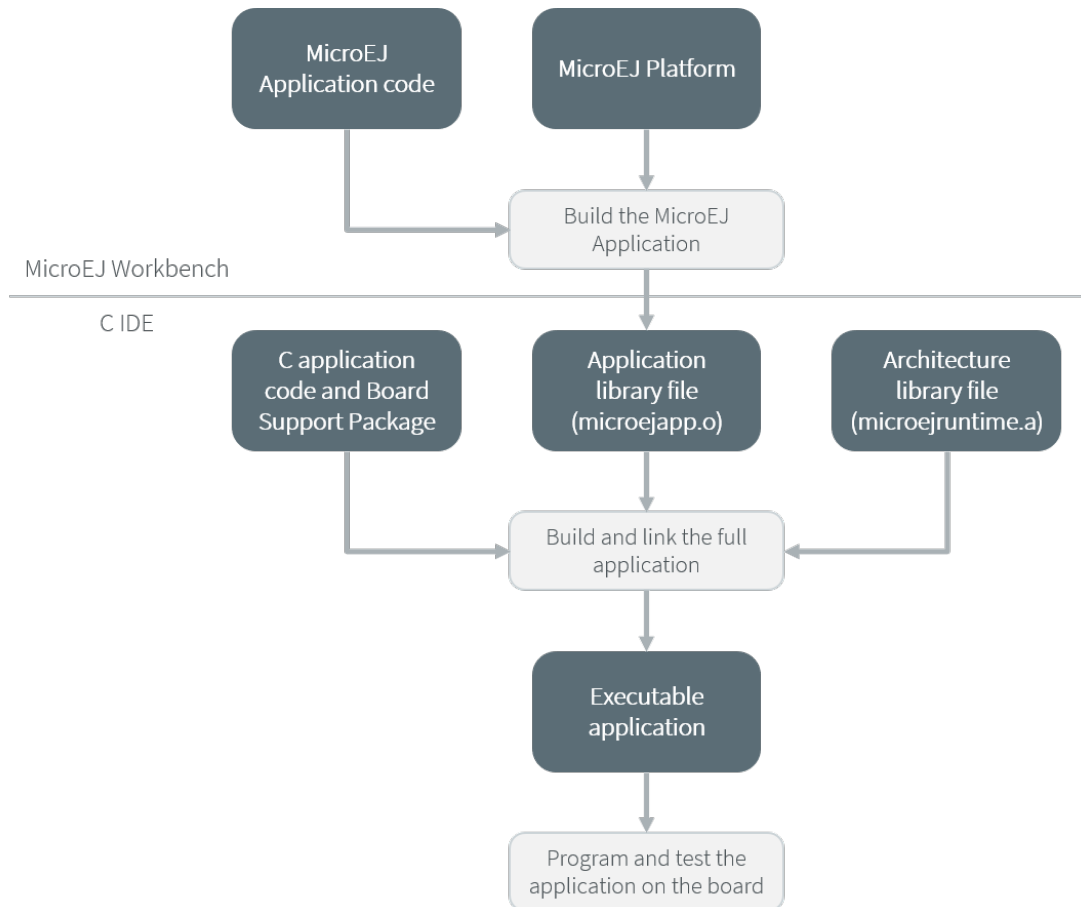 MicroEJ
Application code
MicroEJ Platform
Build the MicroEJ
Application
MicroEJ Workbench
C IDE
C application
code and Board
Support Package
Application
library file
(microejapp.o)
Architecture
library file
(microejruntime.a)
Build and link the full
application
Executable
application
Program and test the
application on the board